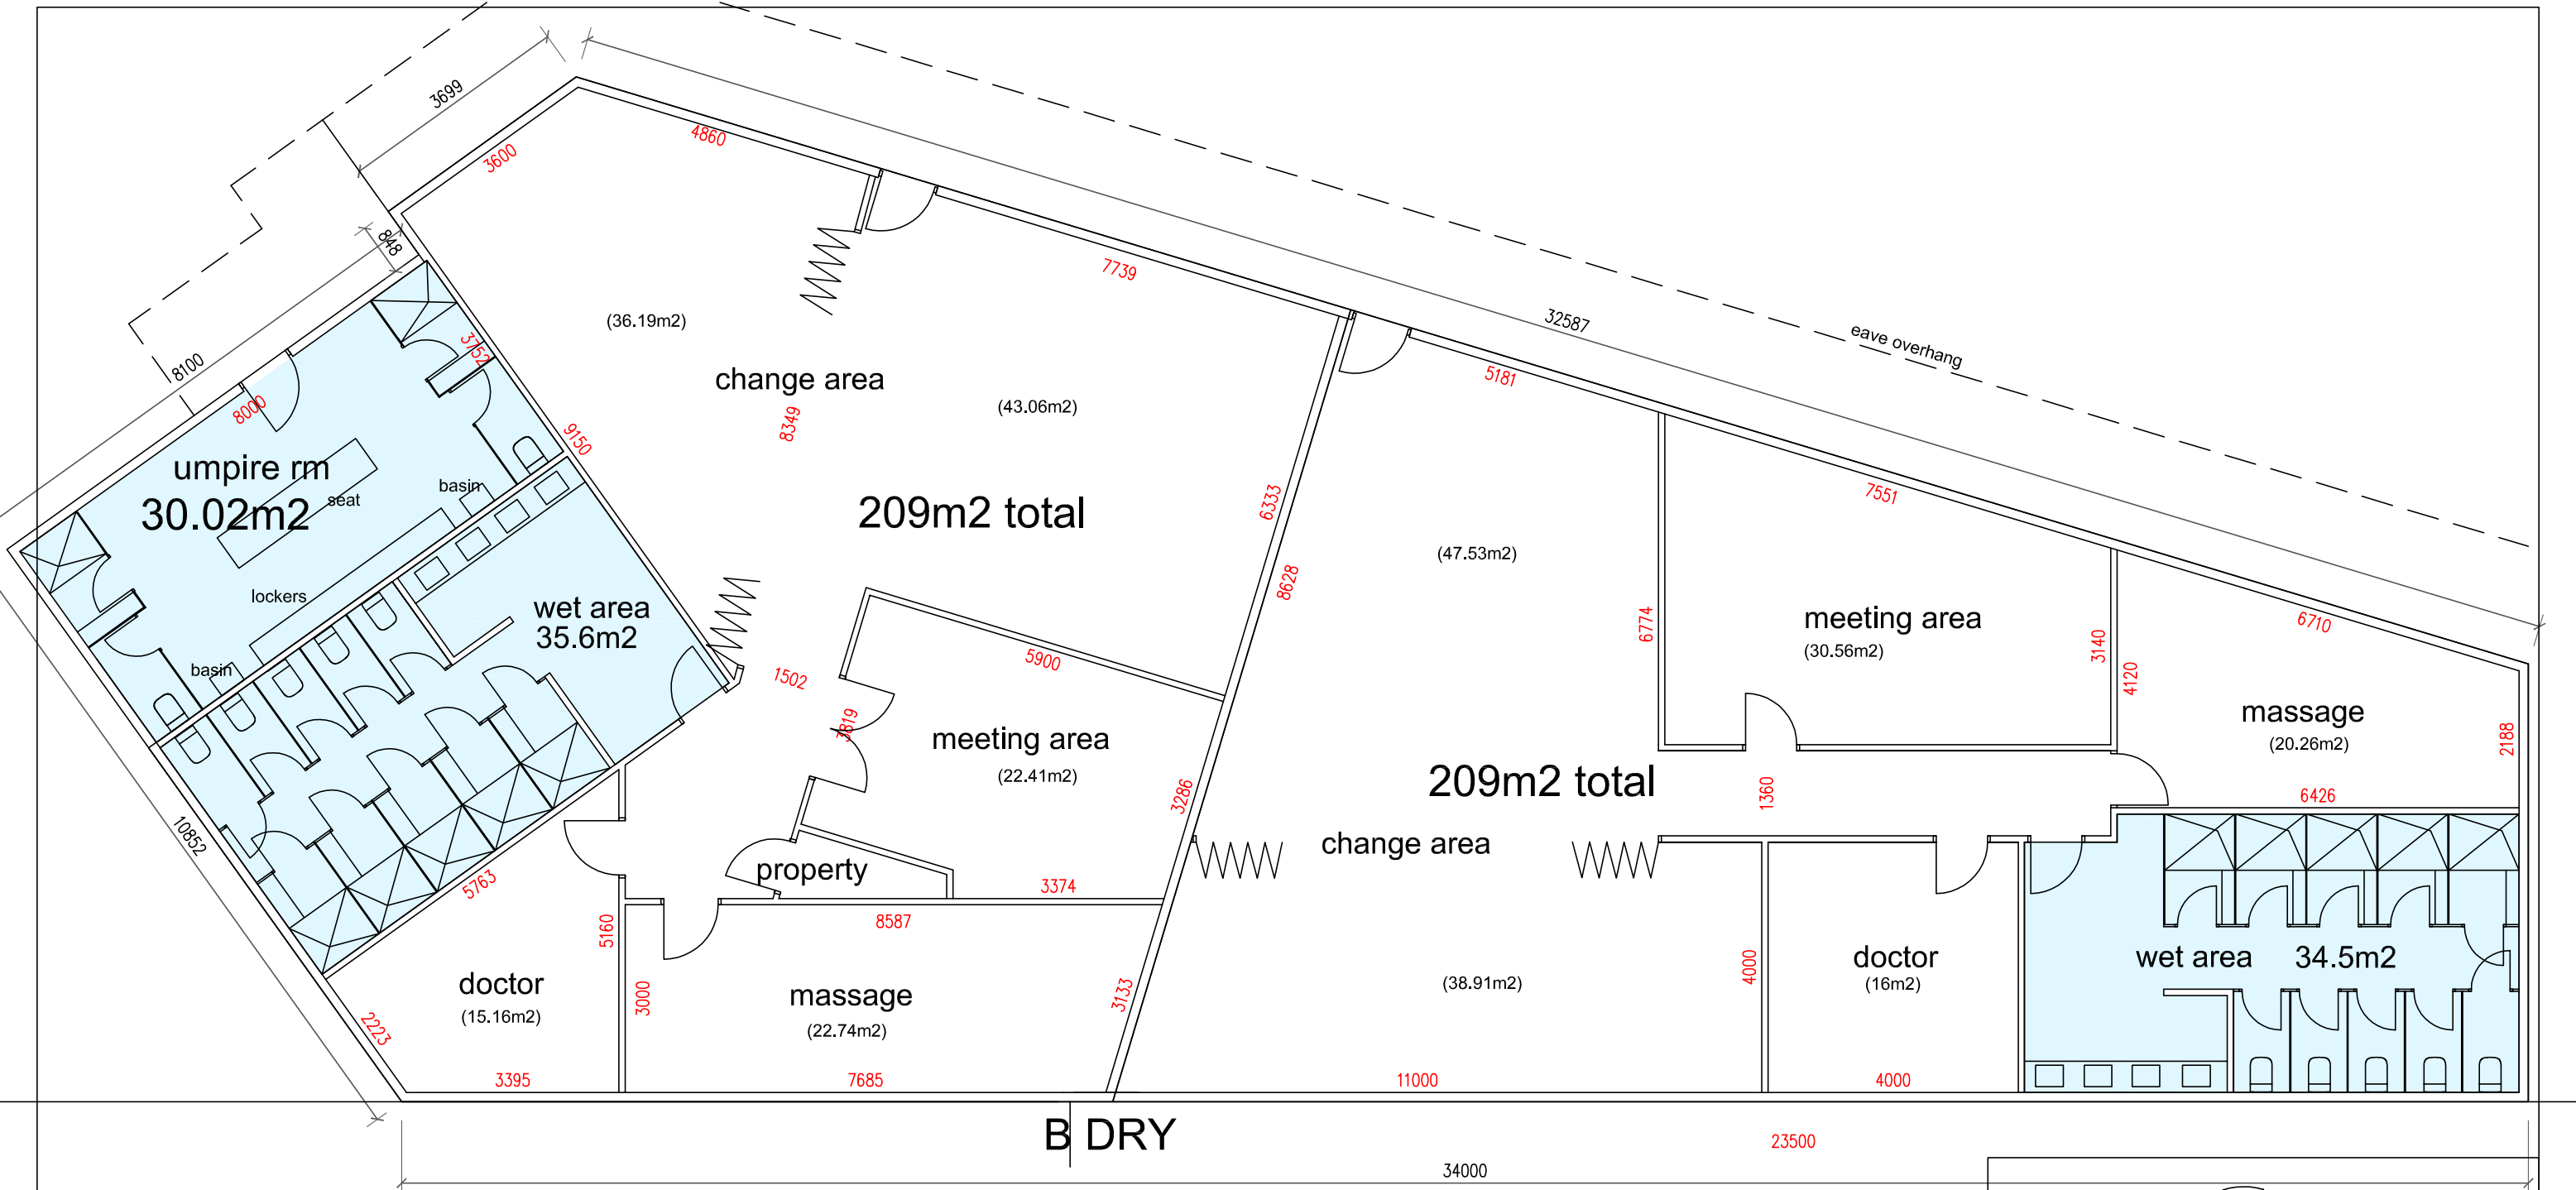 3699
4860
3600
848
7739
32587
eave overhang
(36.19m2)
3752
8100
change area
5181
8000
(43.06m2)
8349
9150
umpire rm
30.02m2
seat
basin
209m2 total
6333
7551
(47.53m2)
8628
lockers
wet area
35.6m2
6774
meeting area
(30.56m2)
3140
4120
6710
basin
1502
5900
3819
meeting area
(22.41m2)
massage
(20.26m2)
2188
209m2 total
1360
6426
3286
10852
change area
property
5763
3374
8587
5160
doctor
(15.16m2)
3000
massage
(22.74m2)
3133
(38.91m2)
4000
doctor
(16m2)
wet area 34.5m2
2223
3395
7685
11000
4000
B DRY
23500
34000